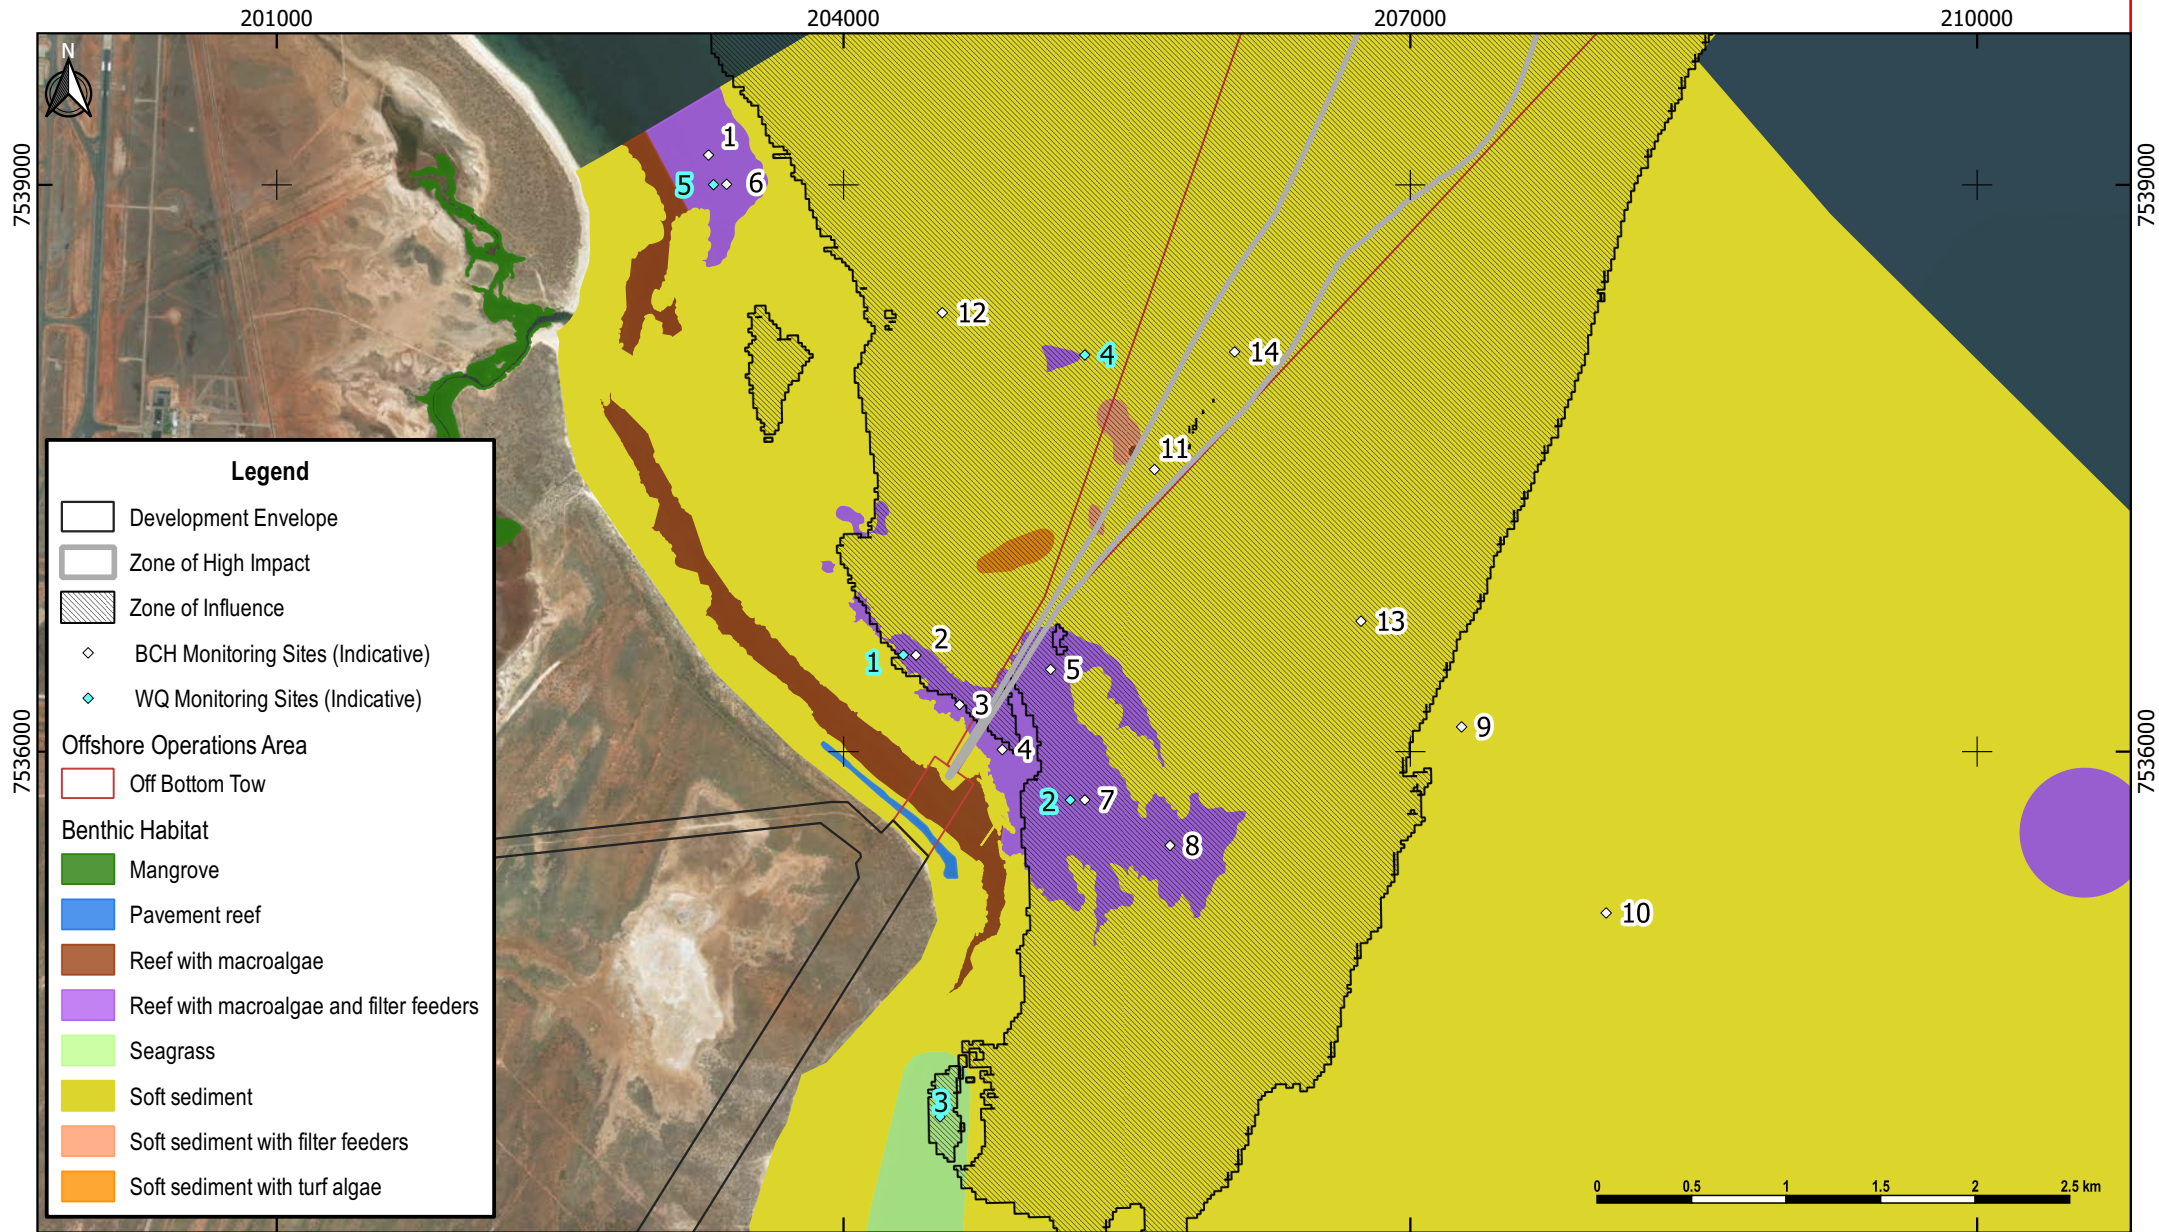 201000 204000 207000 210000
N
7539000 7539000
1
5 6
12
4 14
11
13
2
1
5
3
9
4
7536000 7536000
2 7
8
10
3
Legend
Development Envelope
Zone of High Impact
Zone of Influence
BCH Monitoring Sites (Indicative)
WQ Monitoring Sites (Indicative)
Offshore Operations Area
Off Bottom Tow
Benthic Habitat
Mangrove
Pavement reef
Reef with macroalgae
Reef with macroalgae and filter feeders
Seagrass
Soft sediment
Soft sediment with filter feeders
Soft sediment with turf algae
0 0.5 1 1.5 2 2.5 km